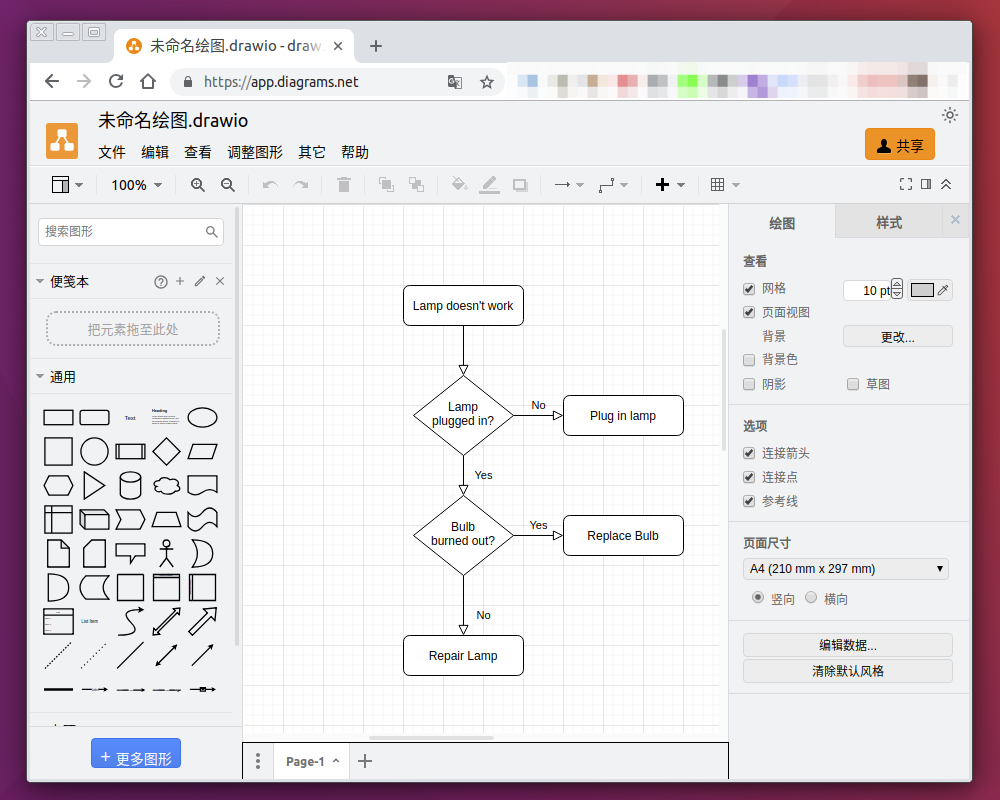 未命名绘图.drawio - draw
https://app.diagrams.net
未命名绘图.drawio
文件 编辑 查看 调整图形 其它 帮助
共享
100%
搜索图形
便笺本
把元素拖至此处
通用
Text
Heading
List Item
+ 更多图形
Lamp doesn't work
Lamp
plugged in?
No
Plug in lamp
Yes
Bulb
burned out?
Yes
Replace Bulb
No
Repair Lamp
Page-1
绘图 样式
查看
网格 10 pt
页面视图
背景 更改...
背景色
阴影 草图
选项
连接箭头
连接点
参考线
页面尺寸
A4 (210 mm x 297 mm)
竖向 横向
编辑数据...
清除默认风格